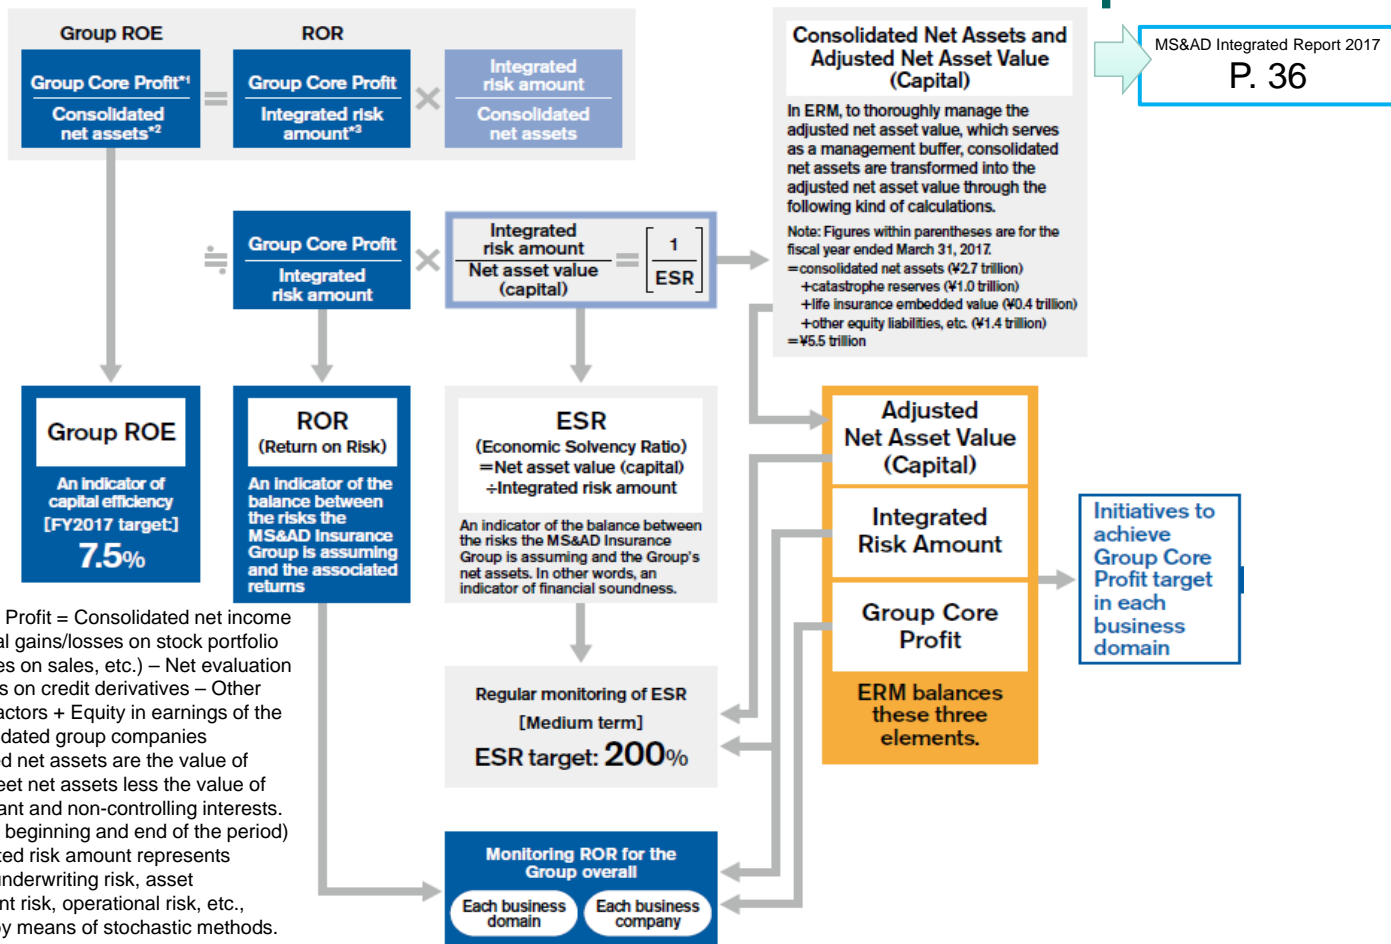 Group ROE
ROR
Group Core Profit*1
Consolidated
net assets*2
=
Group Core Profit
Integrated risk
amount*3
×
Integrated
risk amount
Consolidated
net assets
Consolidated Net Assets and
Adjusted Net Asset Value
(Capital)
In ERM, to thoroughly manage the
adjusted net asset value, which serves
as a management buffer, consolidated
net assets are transformed into the
adjusted net asset value through the
following kind of calculations.
Note: Figures within parentheses are for the
fiscal year ended March 31, 2017.
=consolidated net assets (¥2.7 trillion)
+catastrophe reserves (¥1.0 trillion)
+life insurance embedded value (¥0.4 trillion)
+other equity liabilities, etc. (¥1.4 trillion)
=¥5.5 trillion
MS&AD Integrated Report 2017
P. 36
≒
Group Core Profit
Integrated
risk amount
×
Integrated
risk amount
Net asset value
(capital)
=
[1
ESR]
Group ROE
An indicator of
capital efficiency
[FY2017 target:]
7.5%
ROR
(Return on Risk)
An indicator of the
balance between
the risks the
MS&AD Insurance
Group is assuming
and the associated
returns
ESR
(Economic Solvency Ratio)
=Net asset value (capital)
÷Integrated risk amount
An indicator of the balance between
the risks the MS&AD Insurance
Group is assuming and the Group's
net assets. In other words, an
indicator of financial soundness.
Adjusted
Net Asset Value
(Capital)
Integrated
Risk Amount
Group Core
Profit
ERM balances
these three
elements.
Initiatives to
achieve
Group Core
Profit target
in each
business
domain
Regular monitoring of ESR
[Medium term]
ESR target: 200%
Monitoring ROR for the
Group overall
Each business
domain
Each business
company
Profit = Consolidated net income
al gains/losses on stock portfolio
es on sales, etc.) – Net evaluation
s on credit derivatives – Other
actors + Equity in earnings of the
idated group companies
ed net assets are the value of
eet net assets less the value of
ant and non-controlling interests.
beginning and end of the period)
ted risk amount represents
underwriting risk, asset
nt risk, operational risk, etc.,
by means of stochastic methods.